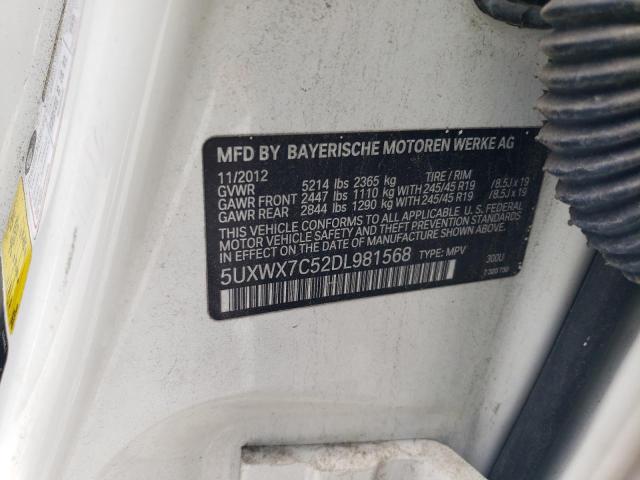 MFD BY BAYERISCHE MOTOREN WERKE AG
11/2012 TIRE / RIM
GVWR 5214 lbs 2365 kg
GAWR FRONT 2447 lbs 1110 kg WITH 245/45 R19 /8.5J x 19
GAWR REAR 2844 lbs 1290 kg WITH 245/45 R19 /8.5J x 19
THIS VEHICLE CONFORMS TO ALL APPLICABLE U.S. FEDERAL
MOTOR VEHICLE SAFETY AND THEFT PREVENTION STANDARDS
IN EFFECT ON THE DATE OF MANUFACTURE SHOWN ABOVE.
5UXWX7C52DL981568 TYPE: MPV 300U